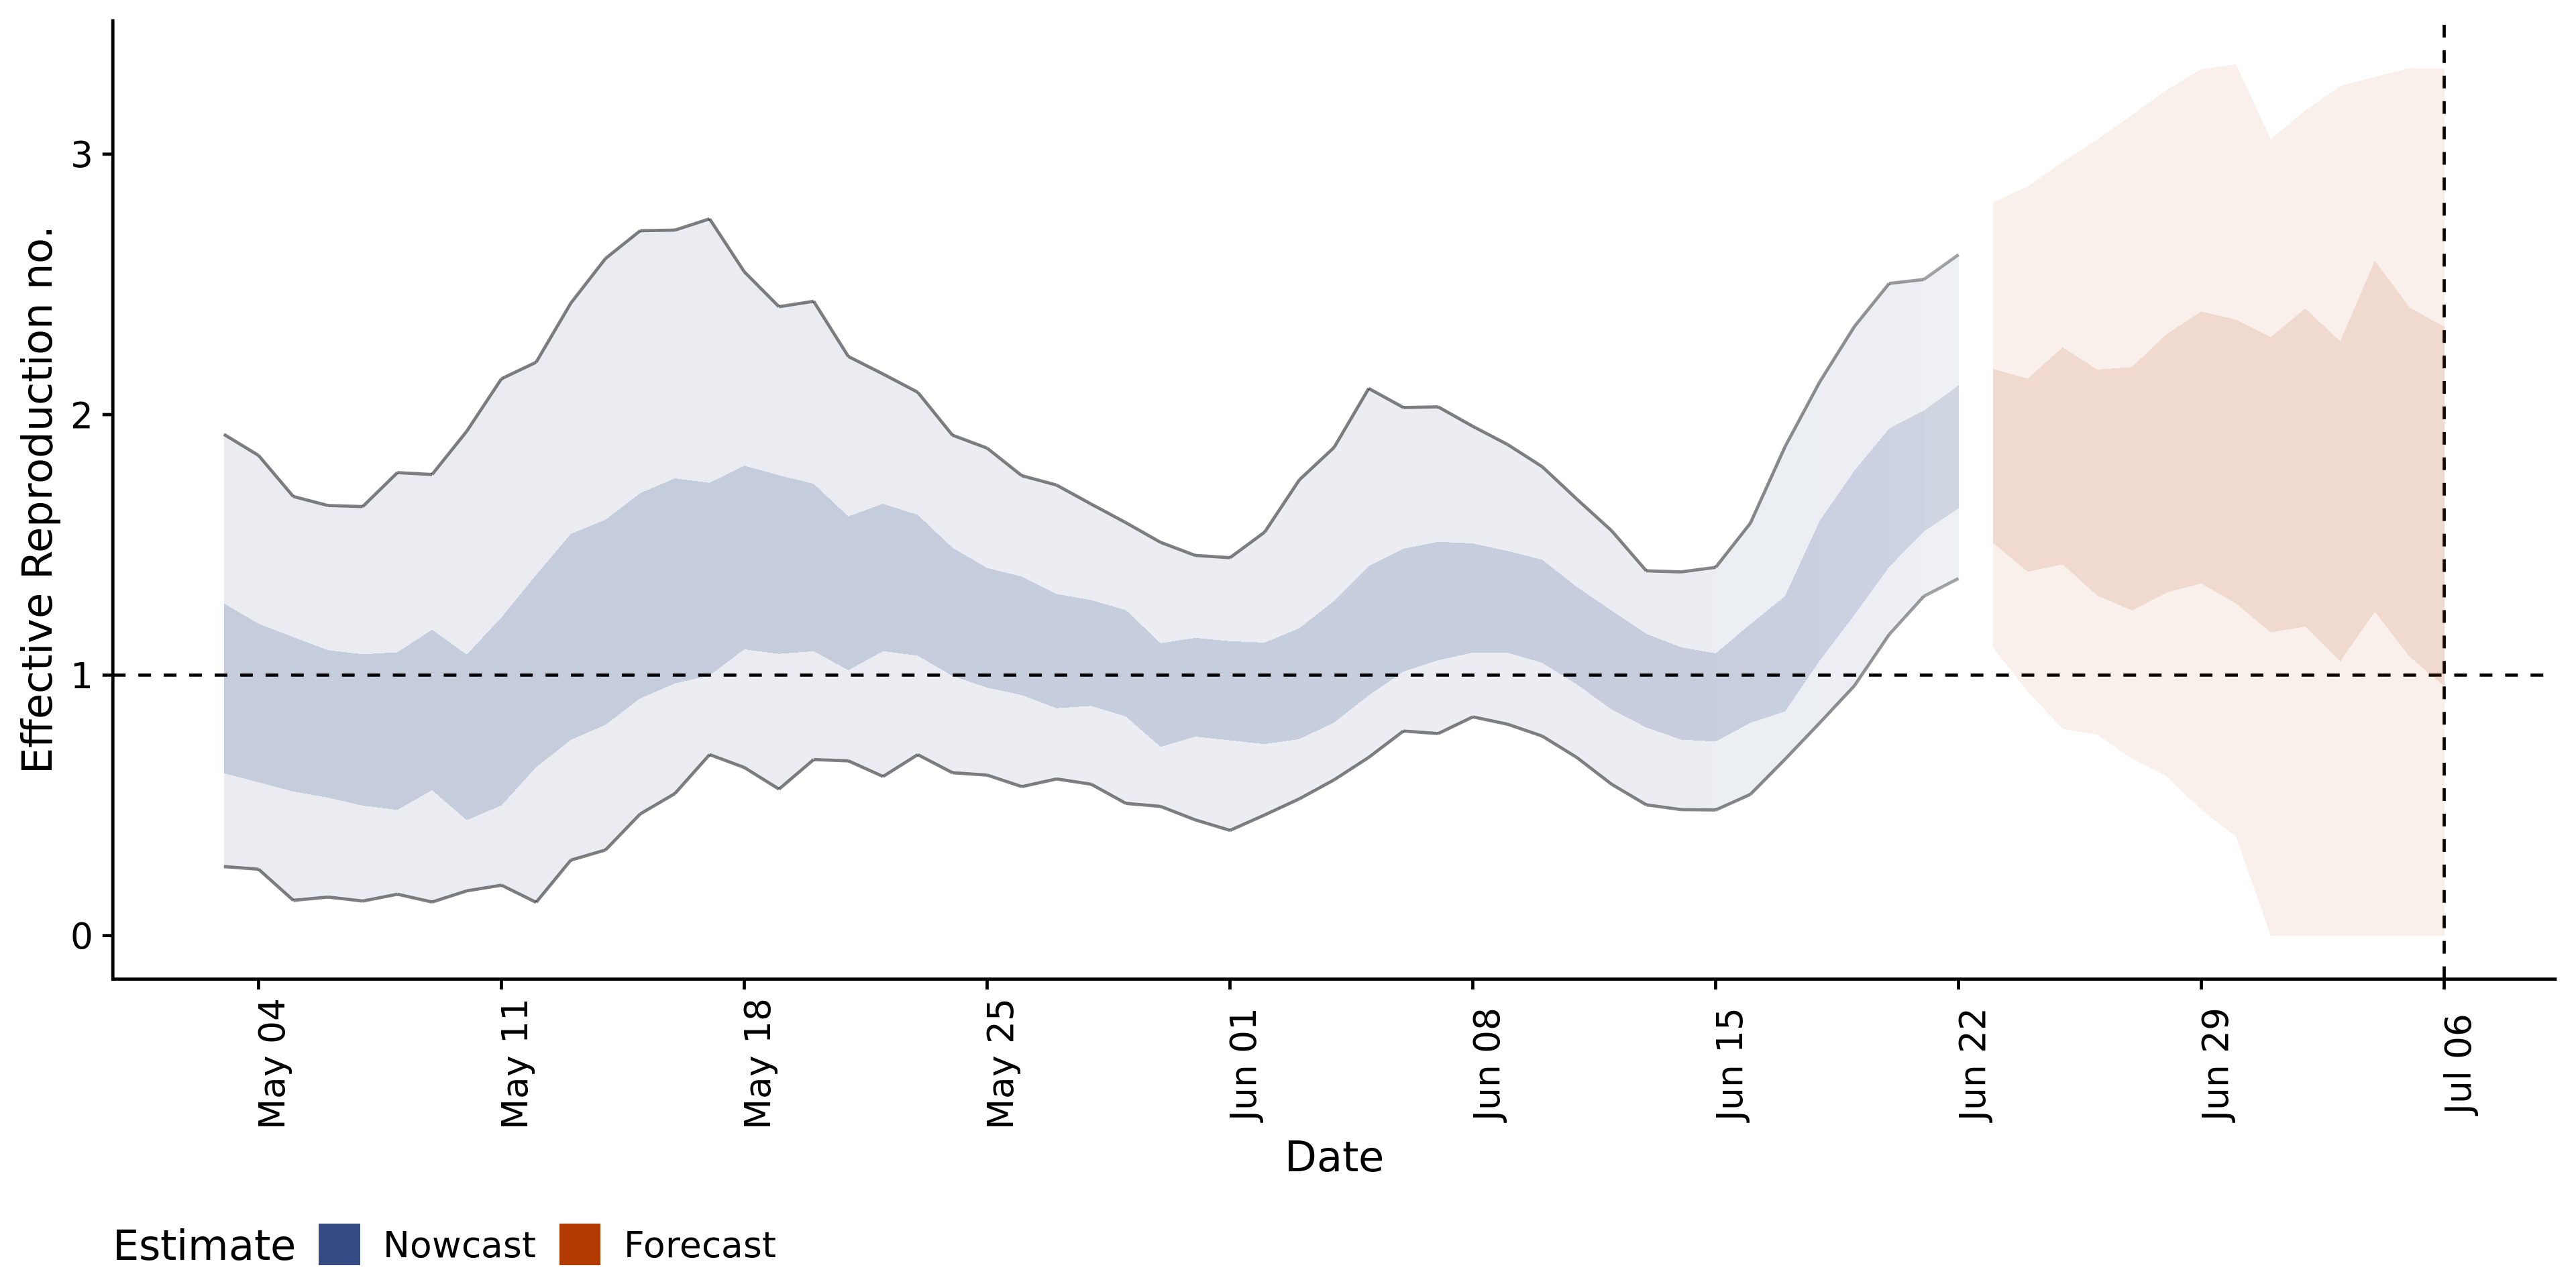 Effective Reproduction no.
3
2
1
0
May 04
May 11
May 18
May 25
Jun 01
Jun 08
Jun 15
Jun 22
Jun 29
Jul 06
Date
Estimate Nowcast Forecast